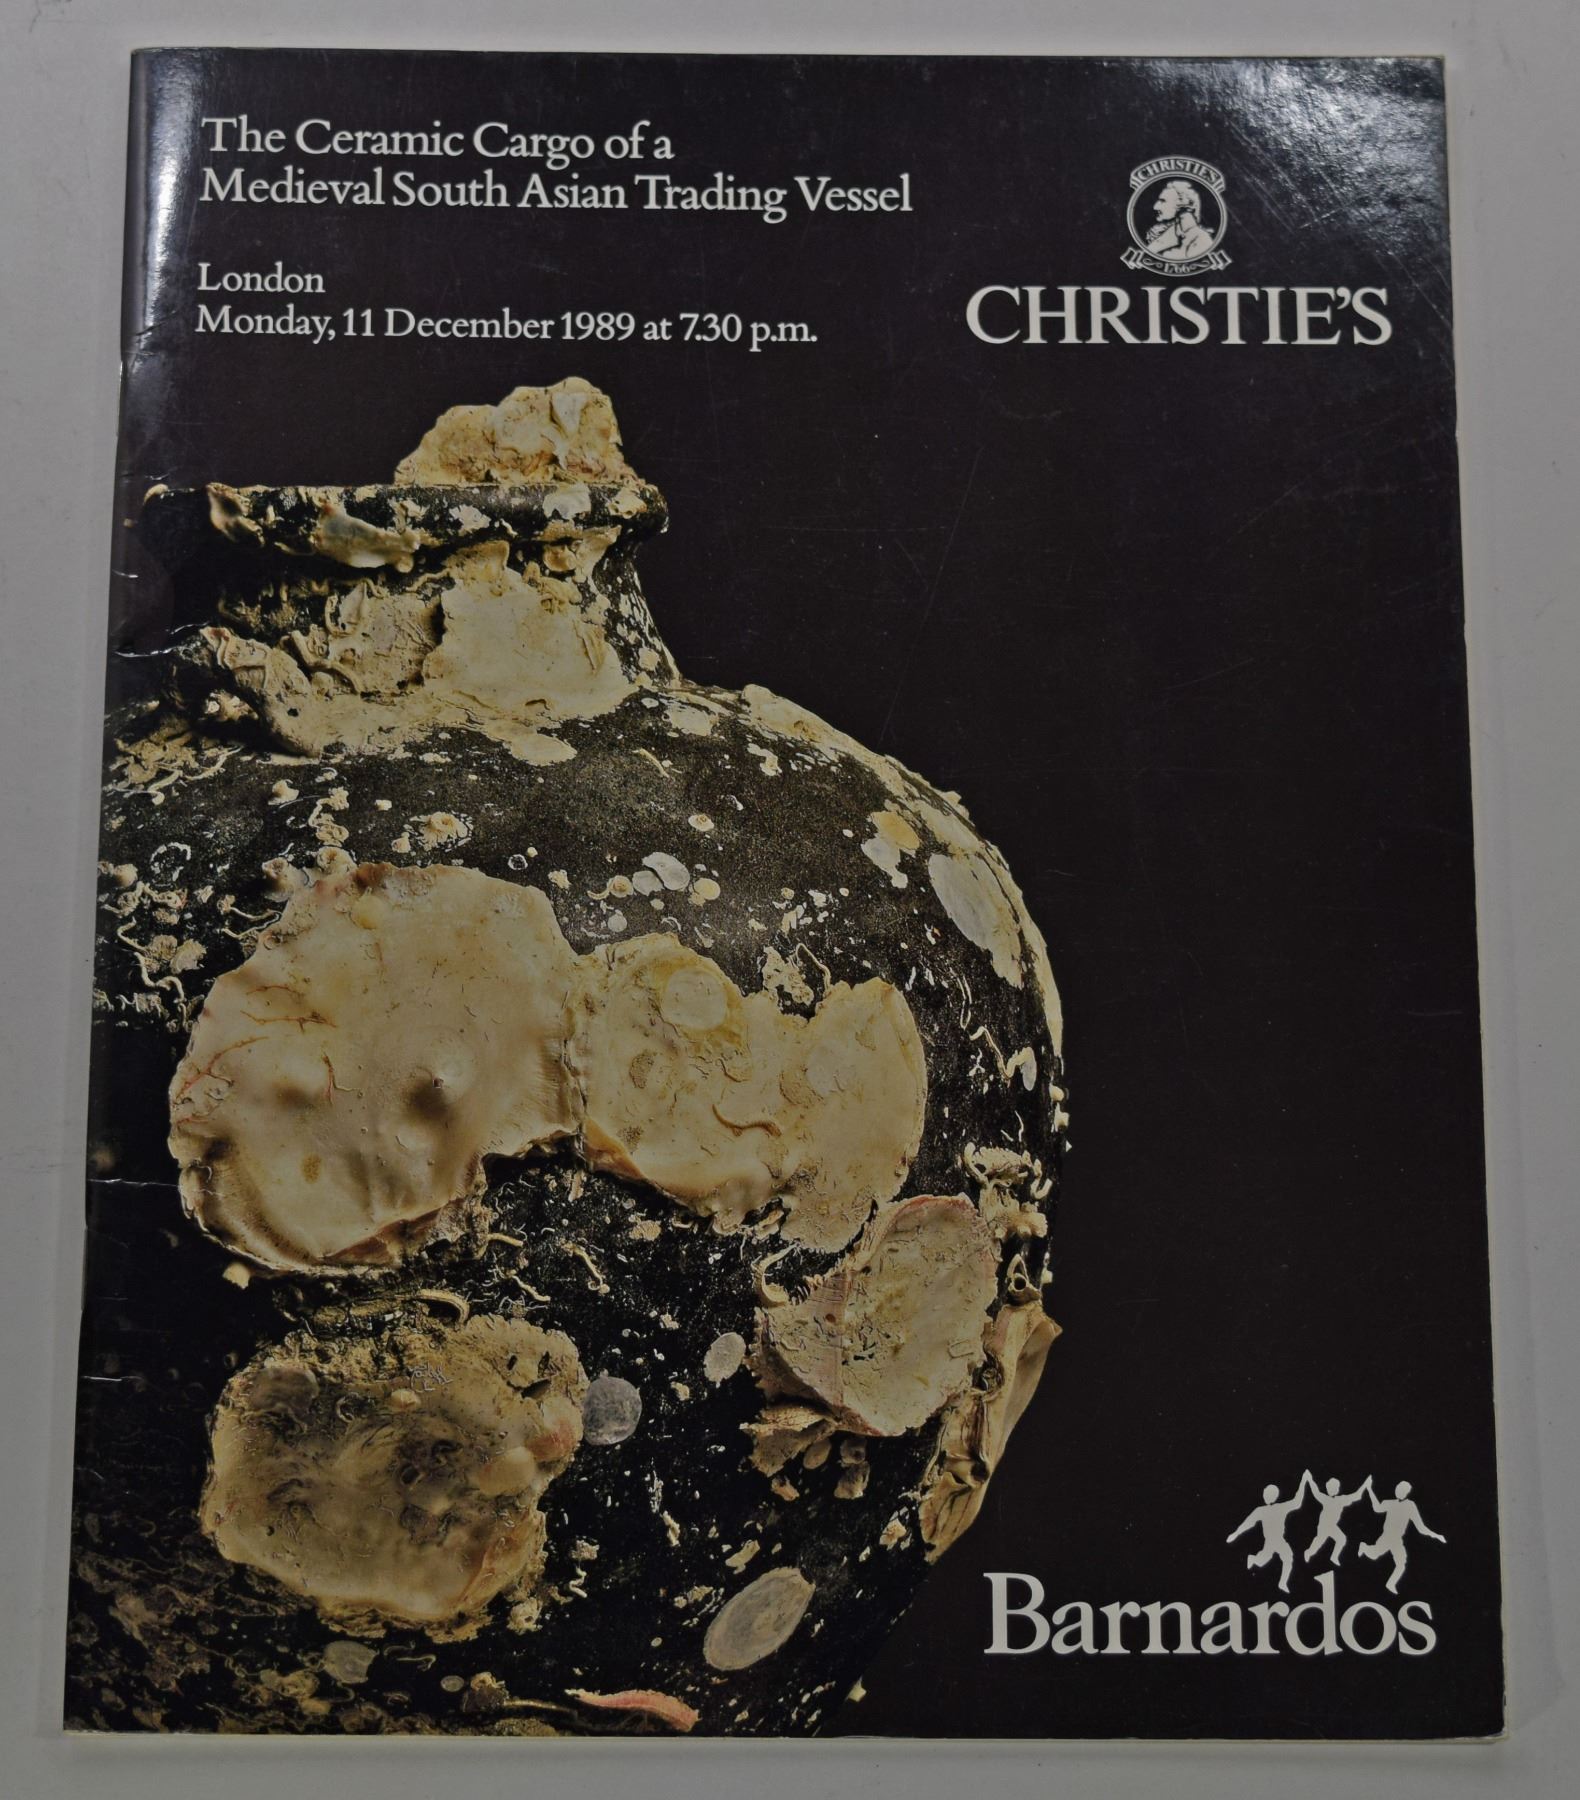 The Ceramic Cargo of a
Medieval South Asian Trading Vessel
London
Monday, 11 December 1989 at 7.30 p.m.
CHRISTIE'S
1766
CHRISTIE'S
Barnardos